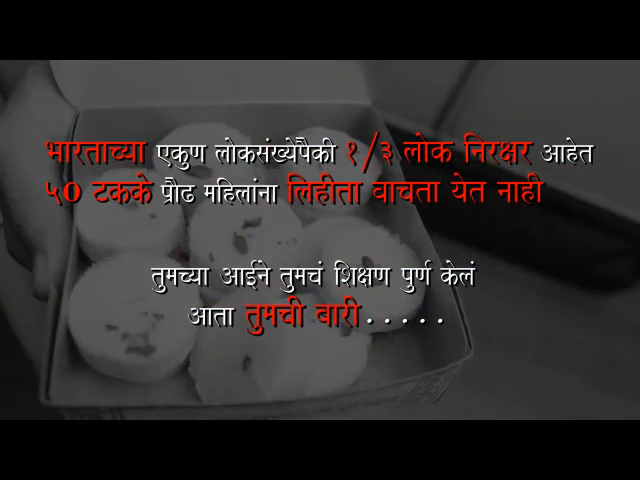 भारताच्या एकुण लोकसंख्येपैकी १/३ लोक निरक्षर आहेत
५० टक्के प्रौढ महिलांना लिहीता वाचता येत नाही
तुमच्या आईने तुमचं शिक्षण पुर्ण केलं
आता तुमची बारी.....